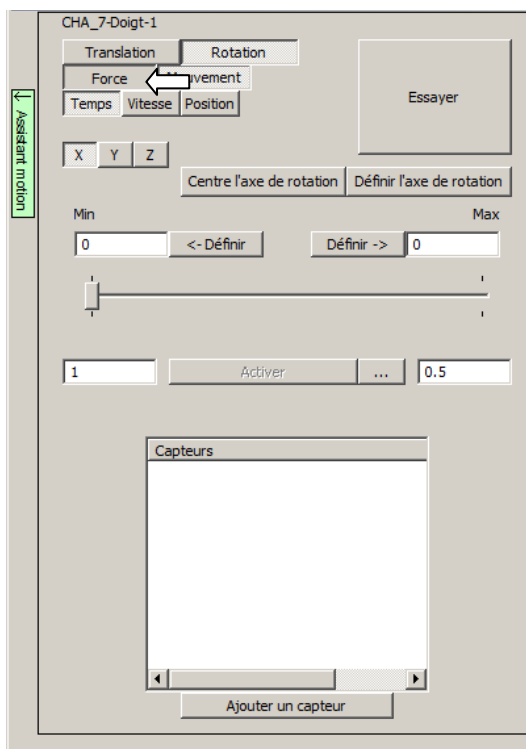 CHA_7-Doigt-1
Translation Rotation
Force
Temps Vitesse Position
Essayer
Assistant motion
X Y Z
Centre l'axe de rotation Définir l'axe de rotation
Min Max
0 <- Définir Définir -> 0
1 Activer ... 0.5
Capteurs
Ajouter un capteur